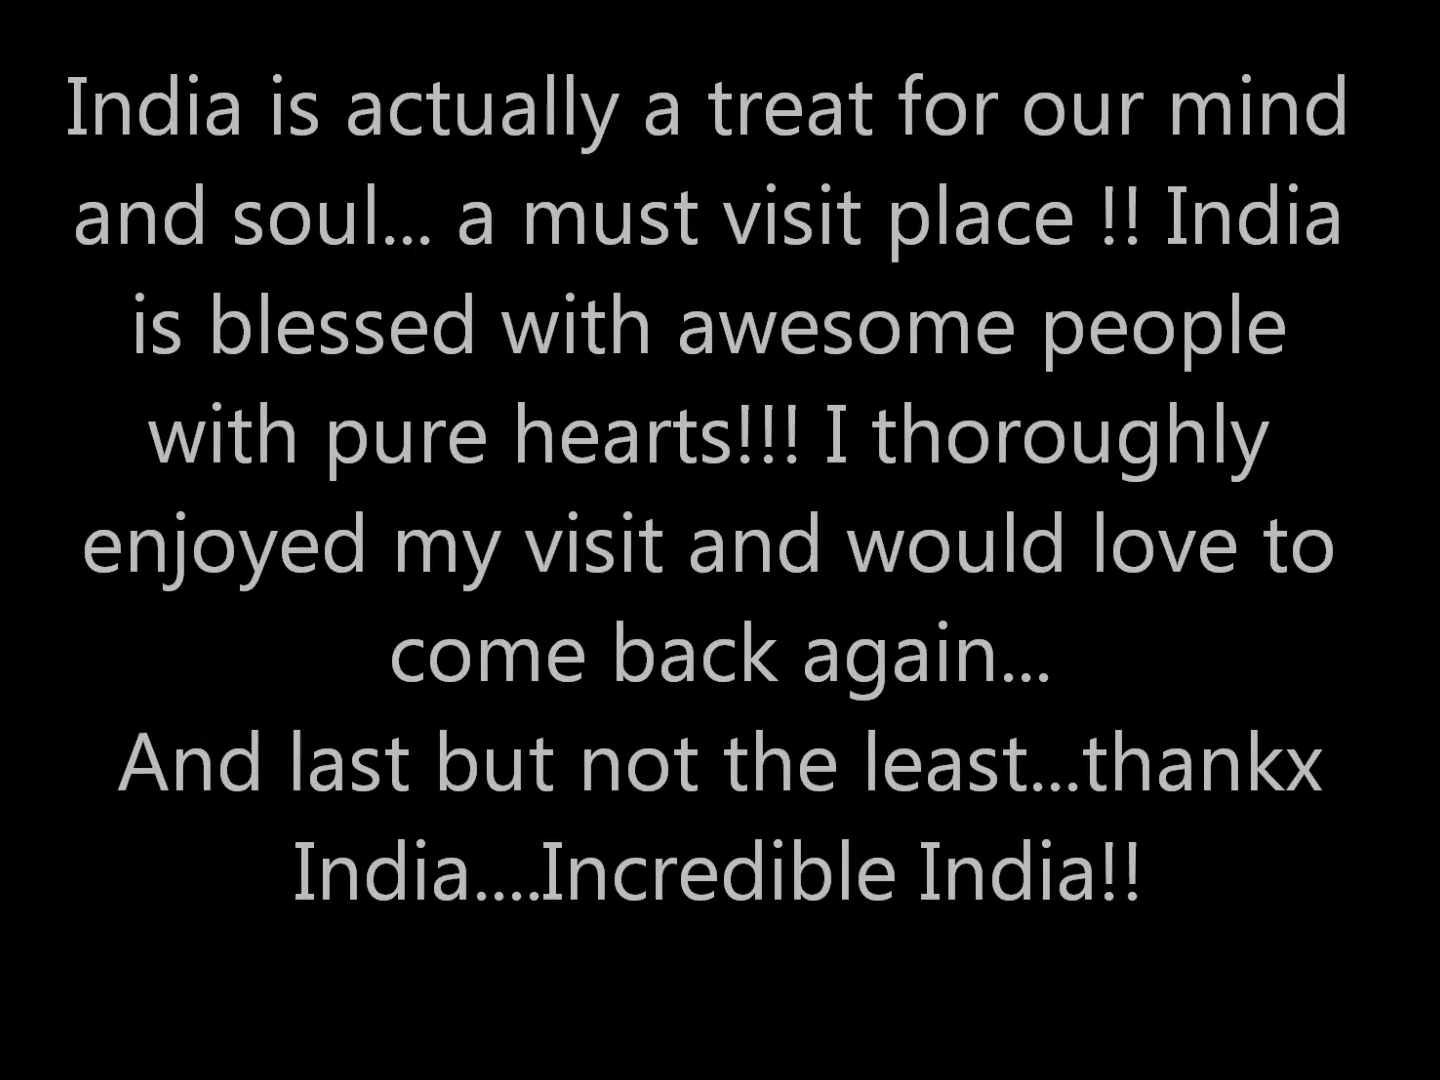 India is actually a treat for our mind
and soul... a must visit place !! India
is blessed with awesome people
with pure hearts!!! I thoroughly
enjoyed my visit and would love to
come back again...
And last but not the least...thankx
India....Incredible India!!